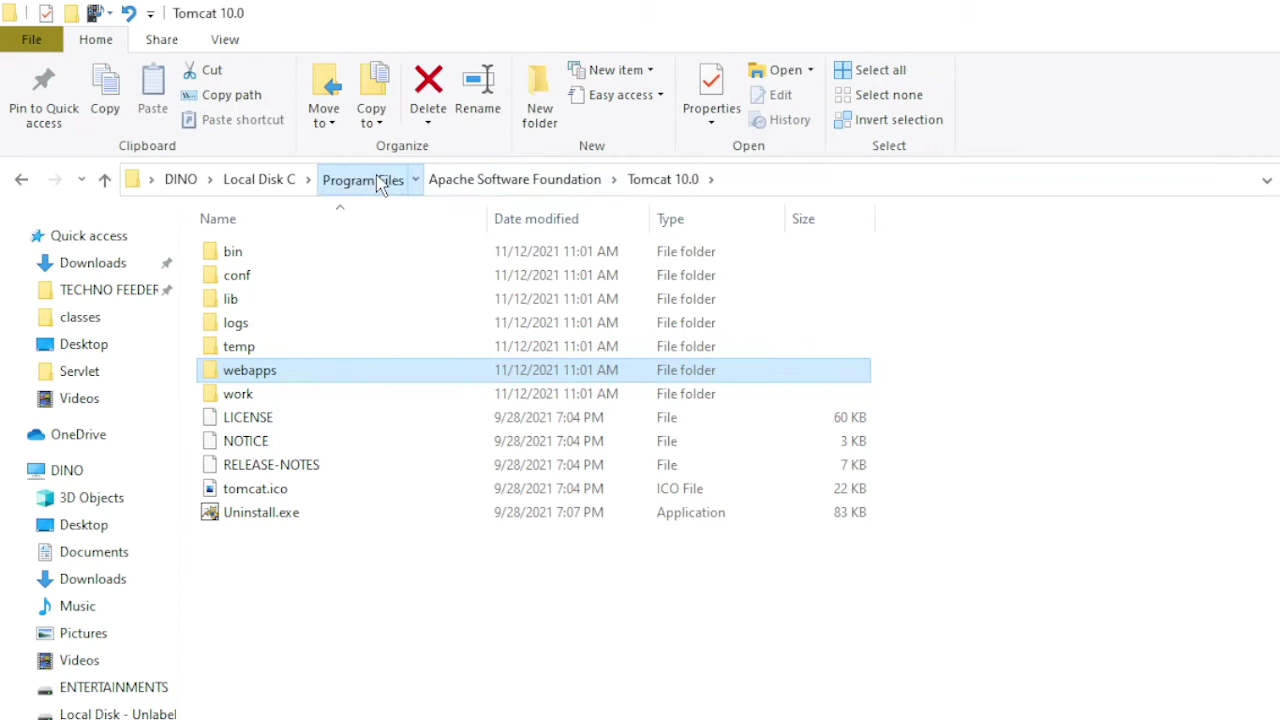 Tomcat 10.0
File Home Share View
Pin to Quick access
Copy
Paste
Cut
Copy path
Paste shortcut
Clipboard
Move to
Copy to
Delete
Rename
Organize
New folder
New item
Easy access
New
Properties
Open
Edit
History
Open
Select all
Select none
Invert selection
Select
DINO Local Disk C Program Files Apache Software Foundation Tomcat 10.0
Name Date modified Type Size
bin 11/12/2021 11:01 AM File folder
conf 11/12/2021 11:01 AM File folder
lib 11/12/2021 11:01 AM File folder
logs 11/12/2021 11:01 AM File folder
temp 11/12/2021 11:01 AM File folder
webapps 11/12/2021 11:01 AM File folder
work 11/12/2021 11:01 AM File folder
LICENSE 9/28/2021 7:04 PM File 60 KB
NOTICE 9/28/2021 7:04 PM File 3 KB
RELEASE-NOTES 9/28/2021 7:04 PM File 7 KB
tomcat.ico 9/28/2021 7:04 PM ICO File 22 KB
Uninstall.exe 9/28/2021 7:07 PM Application 83 KB
Quick access
Downloads
TECHNO FEEDER
classes
Desktop
Servlet
Videos
OneDrive
DINO
3D Objects
Desktop
Documents
Downloads
Music
Pictures
Videos
ENTERTAINMENTS
Local Disk - Unlabel